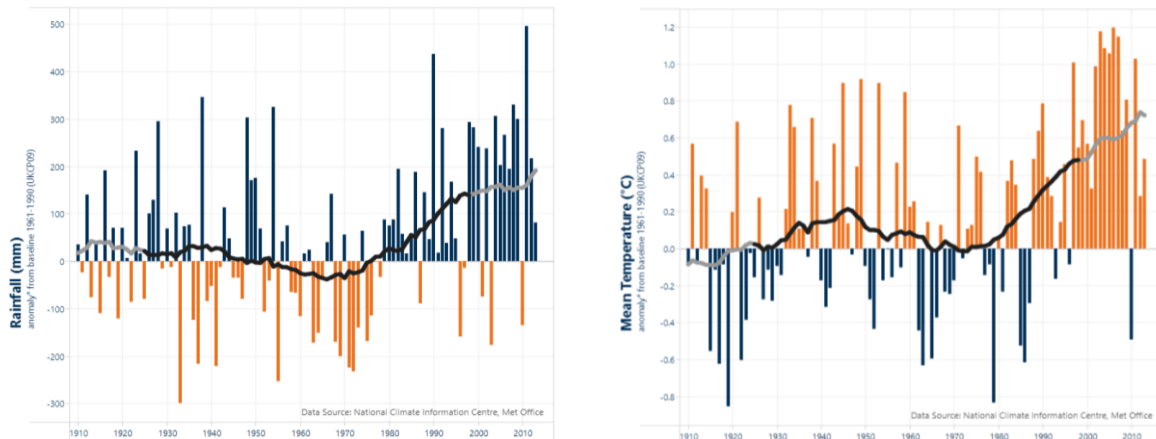 Rainfall (mm)
anomaly* from baseline 1961-1990 (UKCP09)
500
400
300
200
100
0
-100
-200
-300
Data Source: National Climate Information Centre, Met Office
1910 1920 1930 1940 1950 1960 1970 1980 1990 2000 2010
Mean Temperature (°C)
anomaly* from baseline 1961-1990 (UKCP09)
1.2
1.0
0.8
0.6
0.4
0.2
0.0
-0.2
-0.4
-0.6
-0.8
Data Source: National Climate Information Centre, Met Office
1910 1920 1930 1940 1950 1960 1970 1980 1990 2000 2010